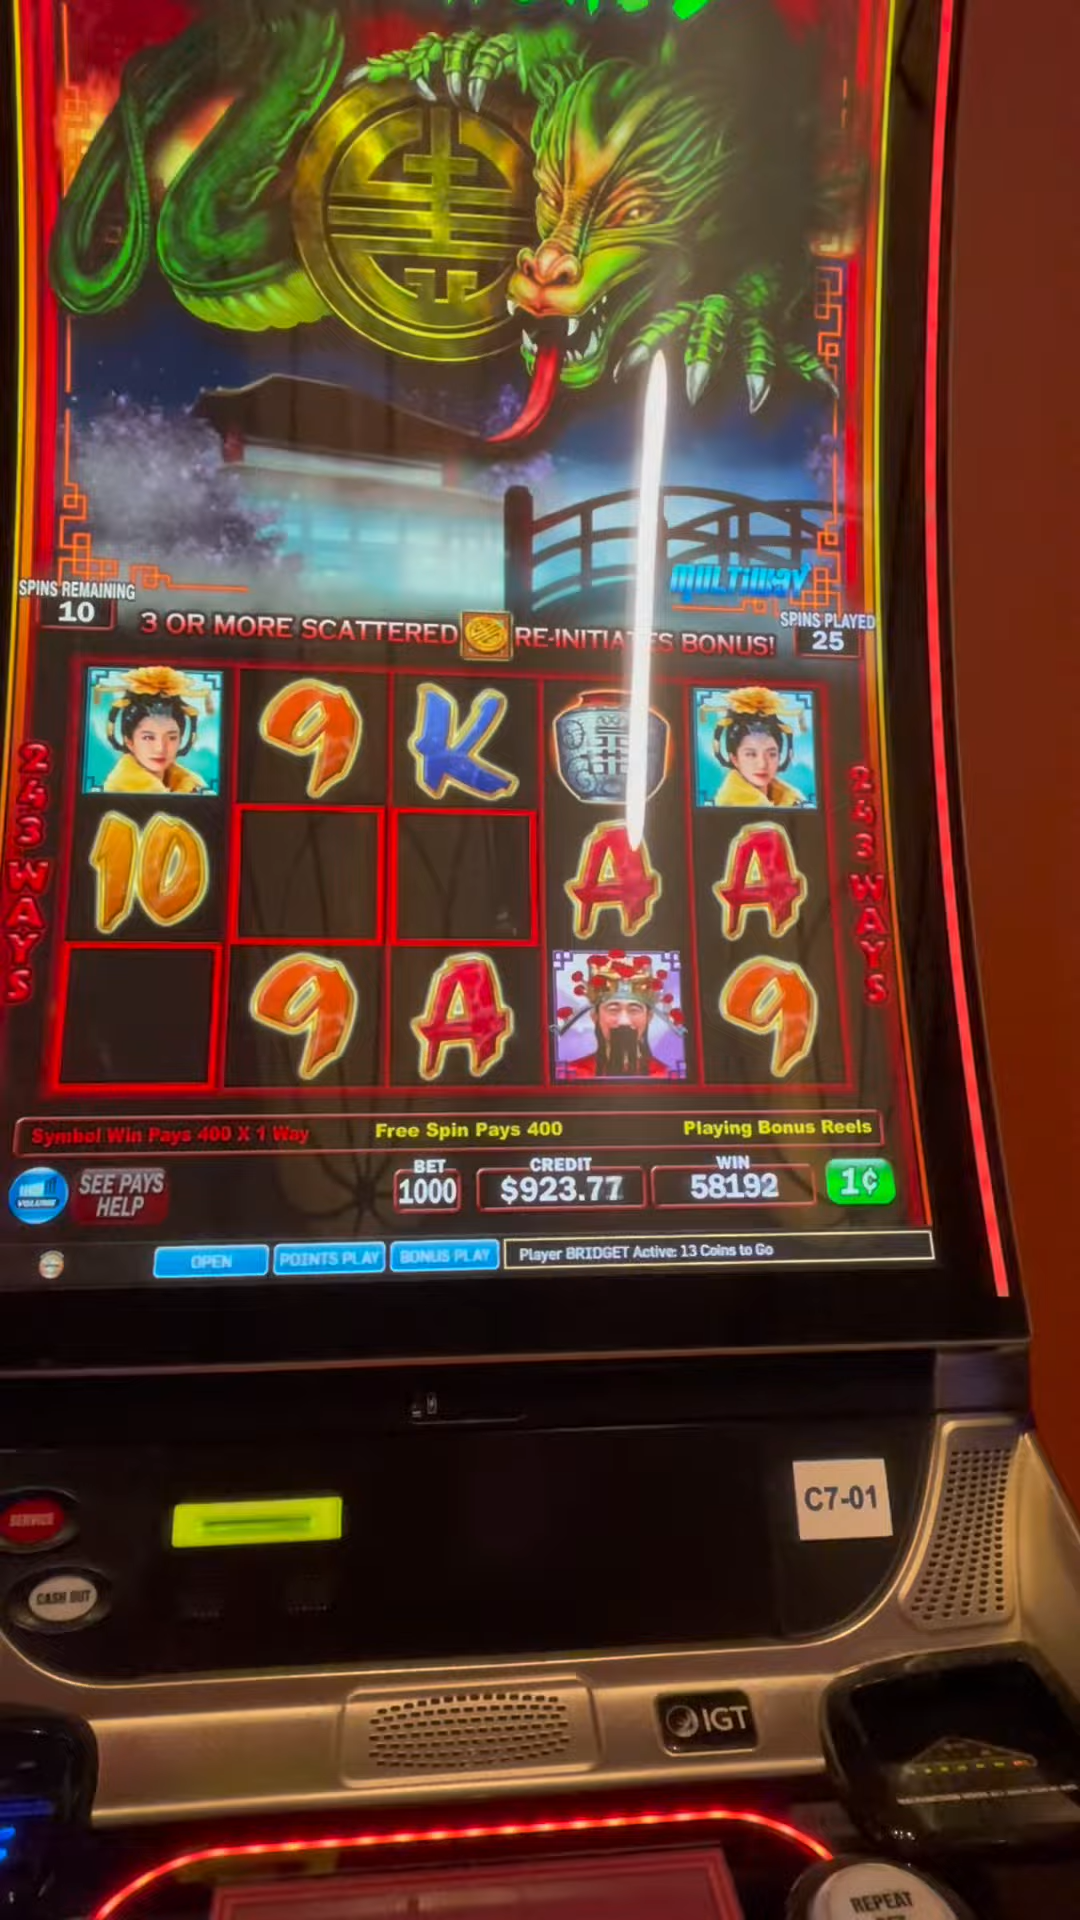 MULTIWAY
SPINS REMAINING
10
3 OR MORE SCATTERED RE-INITIATES BONUS!
SPINS PLAYED
25
243 WAYS
9 K
10 A A
9 A 9
243 WAYS
Symbol Win Pays 400 X 1 Way
Free Spin Pays 400
Playing Bonus Reels
VOLUME
SEE PAYS
HELP
BET
1000
CREDIT
$923.77
WIN
58192
1¢
OPEN
POINTS PLAY
BONUS PLAY
Player BRIDGET Active: 13 Coins to Go
SERVICE
C7-01
CASH OUT
IGT
REPEAT